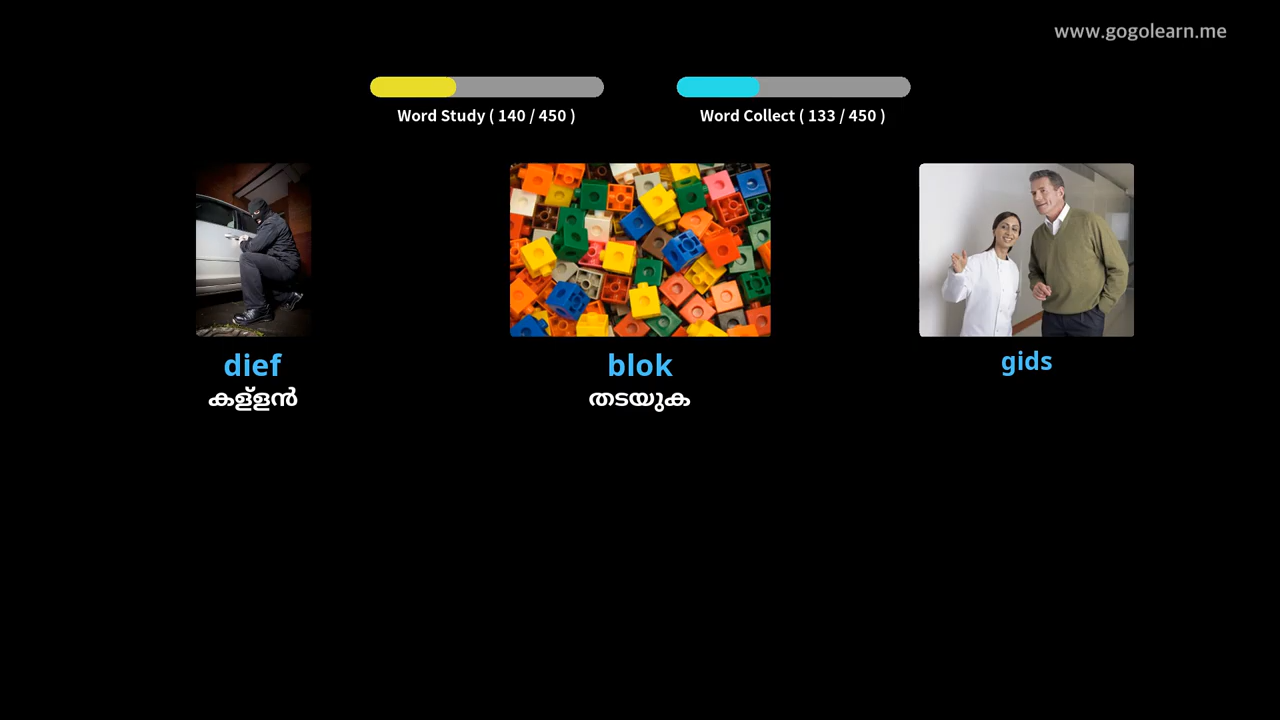 www.gogolearn.me
Word Study ( 140 / 450 )
Word Collect ( 133 / 450 )
dief
കള്ളൻ
blok
തടയുക
gids